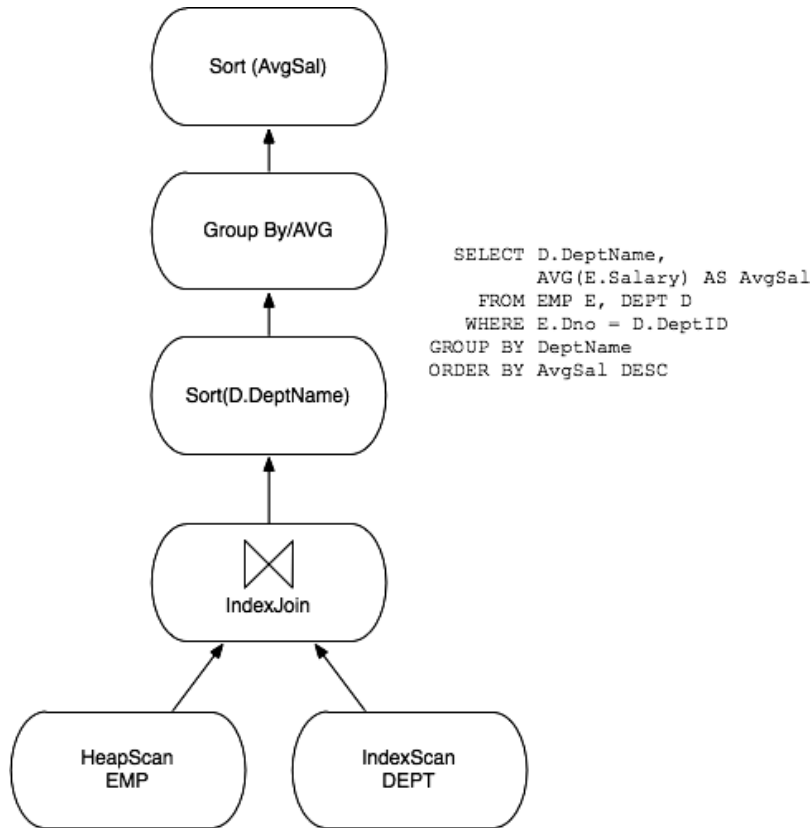 Sort (AvgSal)
Group By/AVG
SELECT D.DeptName,
AVG(E.Salary) AS AvgSal
FROM EMP E, DEPT D
WHERE E.Dno = D.DeptID
GROUP BY DeptName
ORDER BY AvgSal DESC
Sort(D.DeptName)
IndexJoin
HeapScan
EMP
IndexScan
DEPT